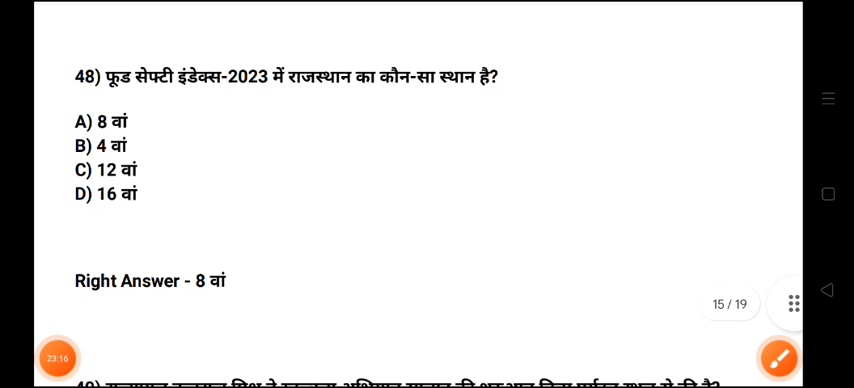 48) फूड सेफ्टी इंडेक्स-2023 में राजस्थान का कौन-सा स्थान है?
A) 8 वां
B) 4 वां
C) 12 वां
D) 16 वां
Right Answer - 8 वां
15 / 19
23:16